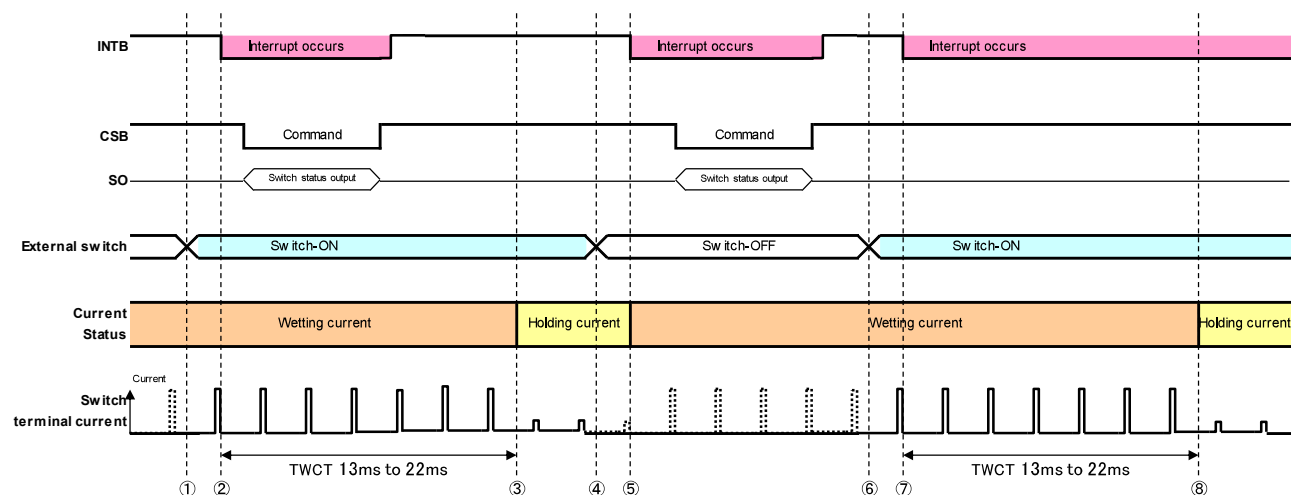 INTB
Interrupt occurs
Interrupt occurs
Interrupt occurs
CSB
Command
Command
SO
Switch status output
Switch status output
External switch
Switch-ON
Switch-OFF
Switch-ON
Current
Status
Wetting current
Holding current
Wetting current
Holding current
Current
Switch
terminal current
TWCT 13ms to 22ms
TWCT 13ms to 22ms
① ② ③ ④ ⑤ ⑥ ⑦ ⑧